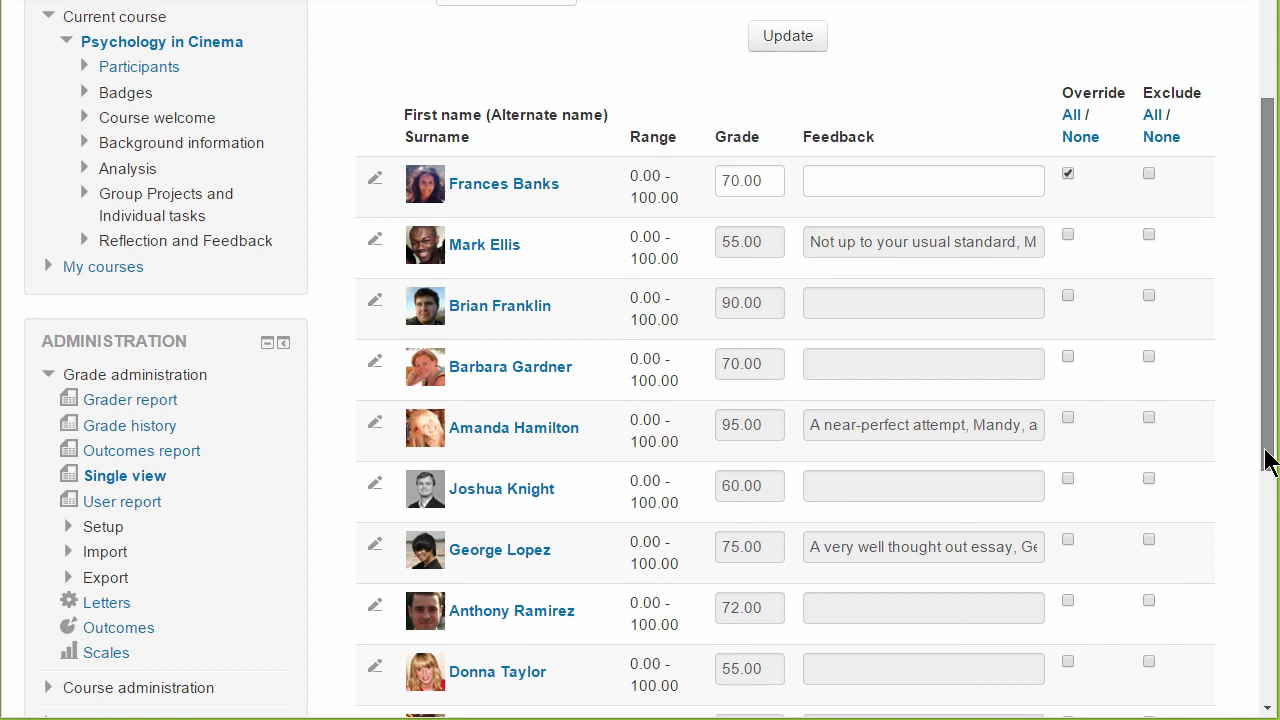 Current course
Psychology in Cinema
Participants
Badges
Course welcome
Background information
Analysis
Group Projects and
Individual tasks
Reflection and Feedback
My courses
ADMINISTRATION
Grade administration
Grader report
Grade history
Outcomes report
Single view
User report
Setup
Import
Export
Letters
Outcomes
Scales
Course administration
Update
First name (Alternate name)
Surname
Range
Grade
Feedback
Override
All /
None
Exclude
All /
None
Frances Banks
0.00 -
100.00
70.00
Mark Ellis
0.00 -
100.00
55.00
Not up to your usual standard, M
Brian Franklin
0.00 -
100.00
90.00
Barbara Gardner
0.00 -
100.00
70.00
Amanda Hamilton
0.00 -
100.00
95.00
A near-perfect attempt, Mandy, a
Joshua Knight
0.00 -
100.00
60.00
George Lopez
0.00 -
100.00
75.00
A very well thought out essay, Ge
Anthony Ramirez
0.00 -
100.00
72.00
Donna Taylor
0.00 -
100.00
55.00